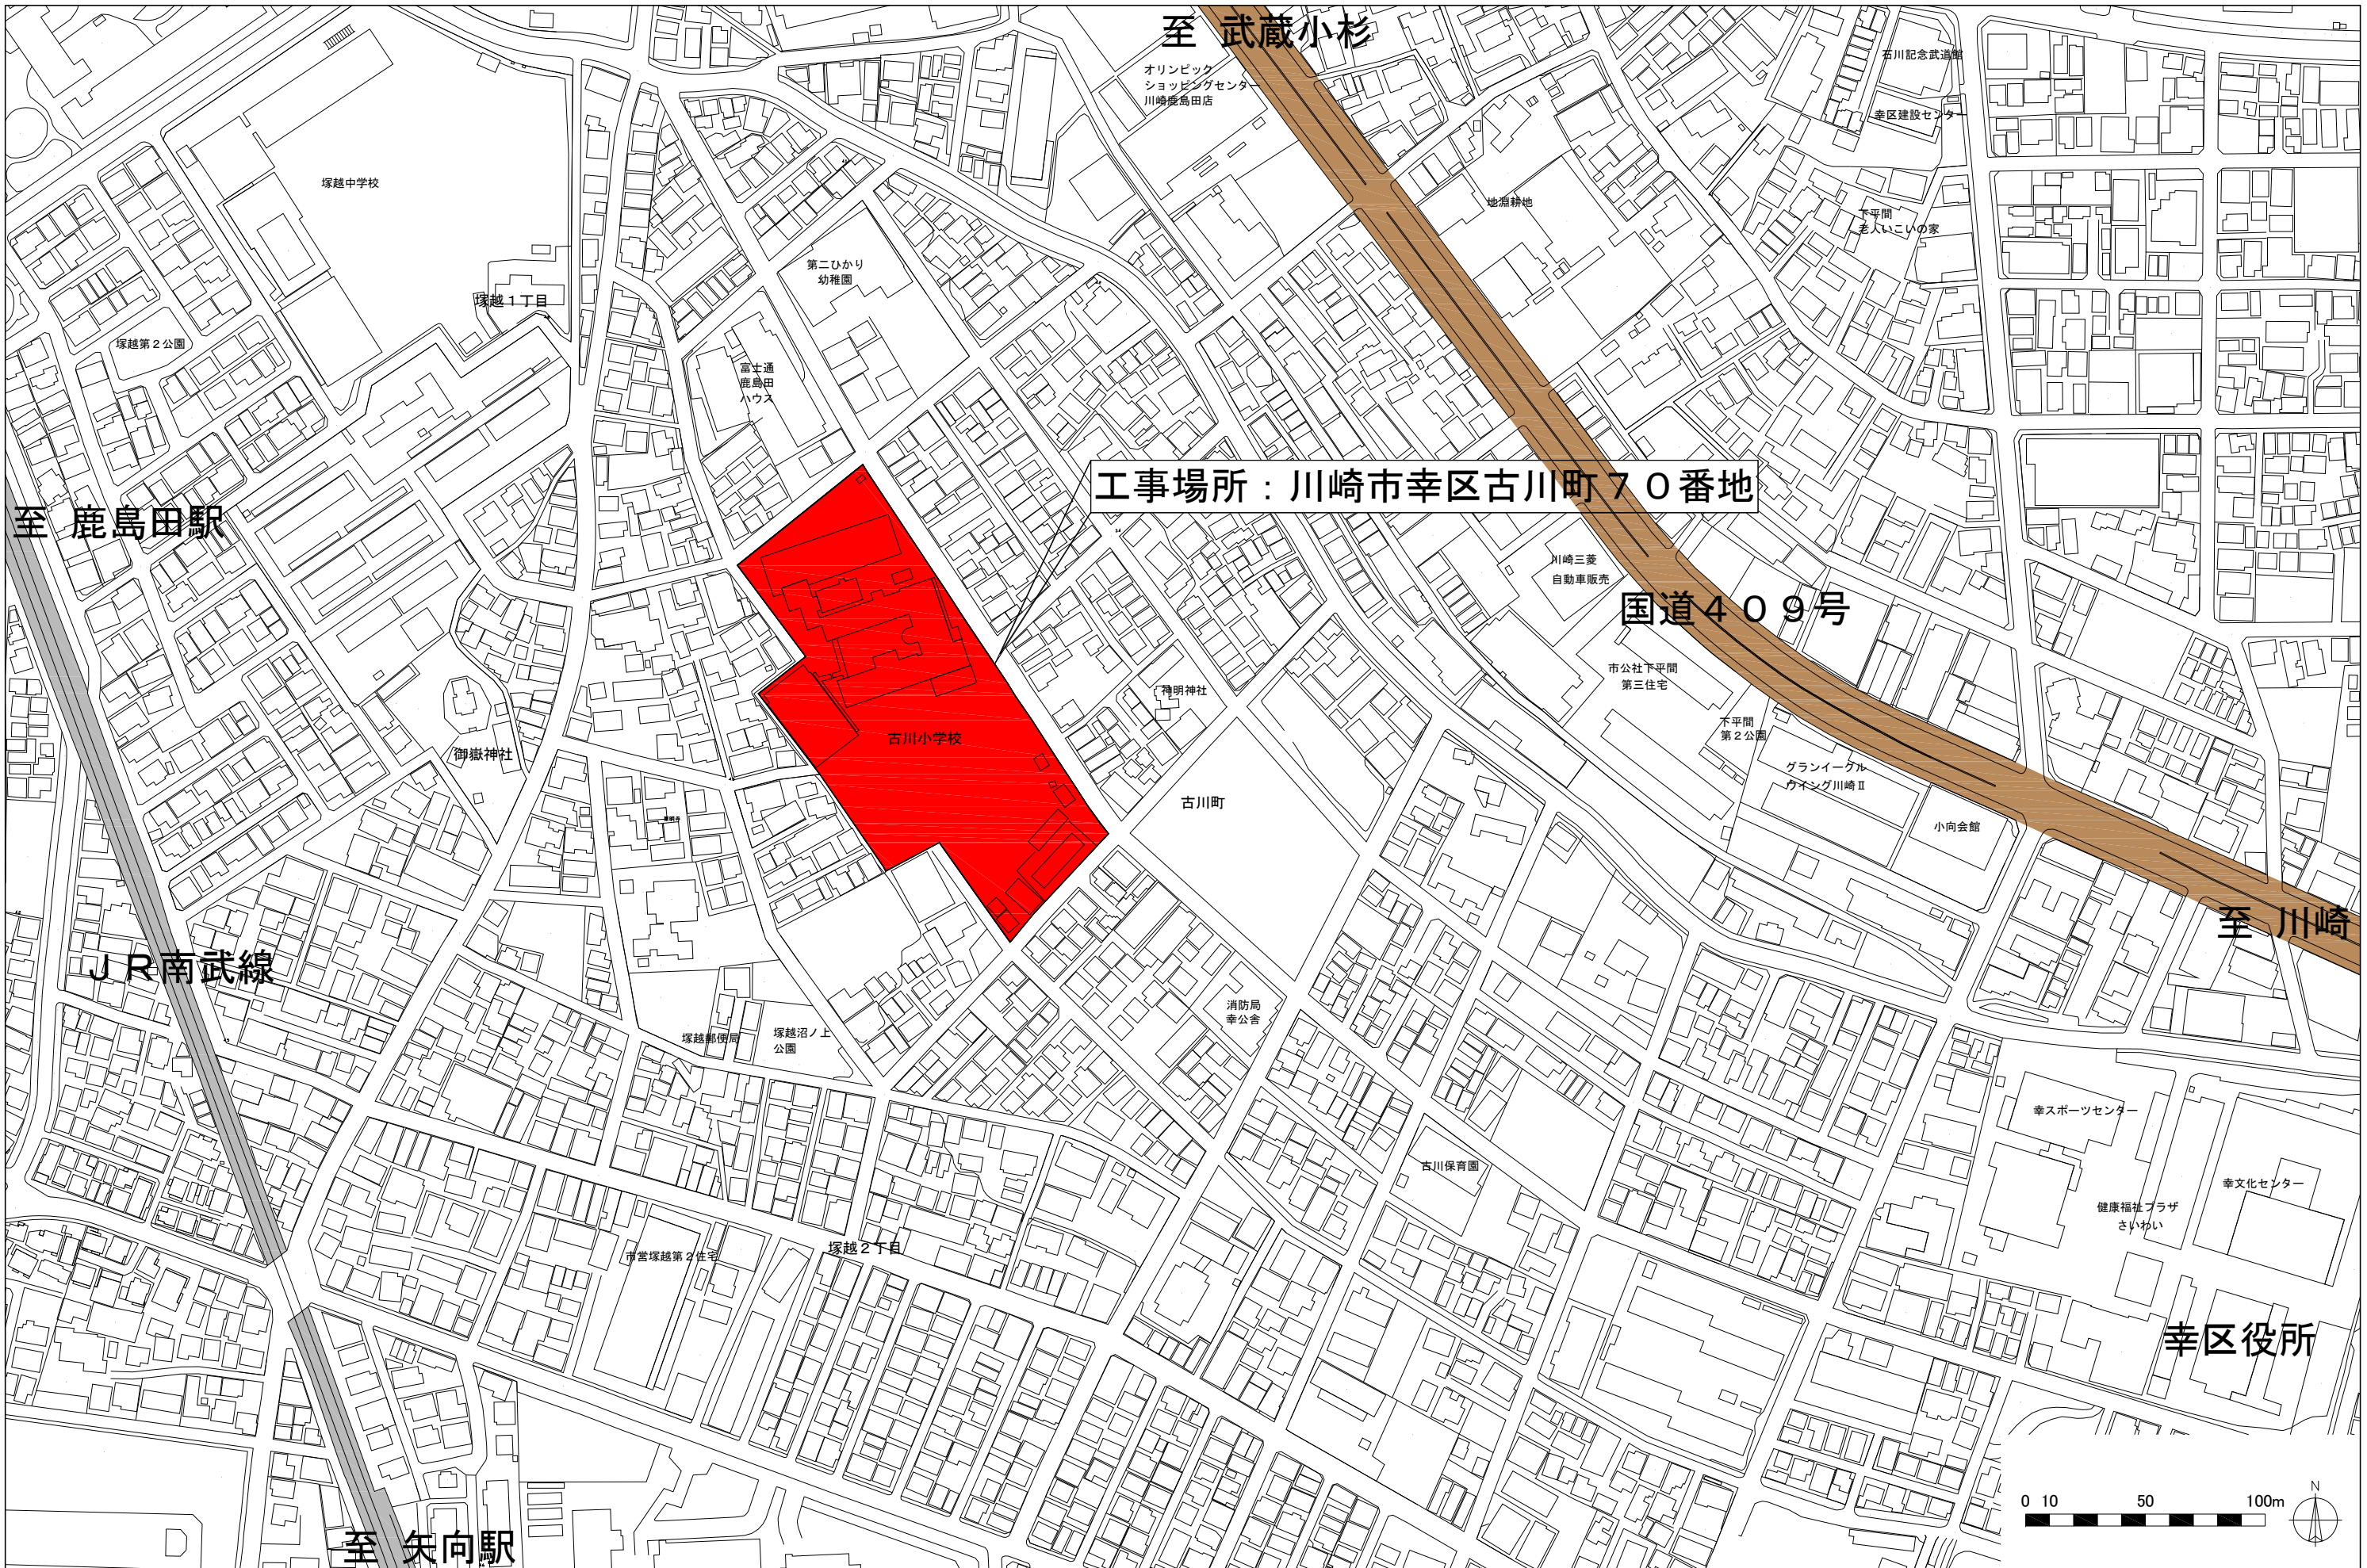 至 武蔵小杉
オリンピック
ショッピングセンター
川崎鹿島田店
石川記念武道館
幸区建設センター
塚越中学校
地淵耕地
下平間
老人いこいの家
第二ひかり
幼稚園
塚越１丁目
塚越第２公園
富士通
鹿島田
ハウス
工事場所：川崎市幸区古川町７０番地
至 鹿島田駅
川崎三菱
自動車販売
国道４０９号
市公社下平間
第三住宅
神明神社
下平間
第２公園
古川小学校
御嶽神社
グランイーグル
ウイング川崎Ⅱ
古川町
小向会館
至 川崎
ＪＲ南武線
消防局
幸公舎
塚越郵便局
塚越沼ノ上
公園
幸スポーツセンター
古川保育園
幸文化センター
健康福祉プラザ
さいわい
塚越２丁目
市営塚越第２住宅
幸区役所
0 10 50 100m
N
至 矢向駅